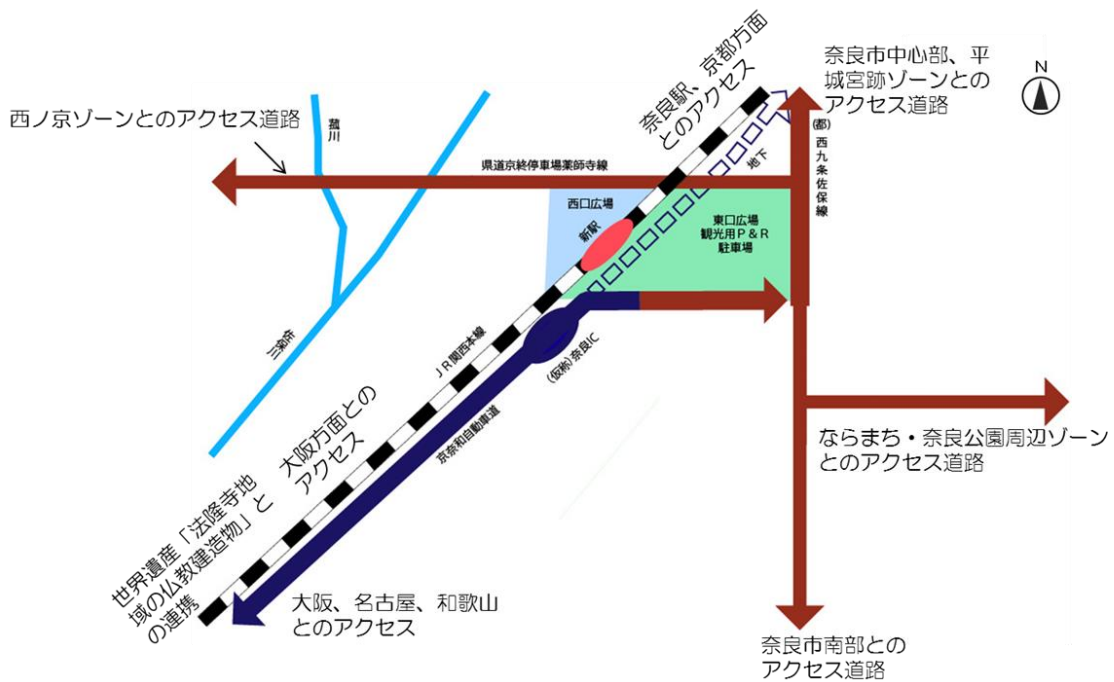 奈良市中心部、平
城宮跡ゾーンとの
アクセス道路
N
奈良駅、京都方面
とのアクセス
西ノ京ゾーンとのアクセス道路
菰川
(都)西九条佐保線
地下
県道京終停車場薬師寺線
西口広場
新駅
東口広場
観光用P&R
駐車場
佐保川
JR関西本線
(仮称)奈良IC
京奈和自動車道
大阪方面との
アクセス
ならまち・奈良公園周辺ゾーン
とのアクセス道路
世界遺産「法隆寺地
域の仏教建造物」と
の連携
大阪、名古屋、和歌山
とのアクセス
奈良市南部との
アクセス道路